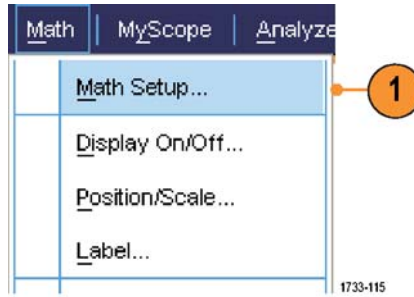 Math MyScope Analyze
Math Setup...
1
Display On/Off...
Position/Scale...
Label...
1733-115